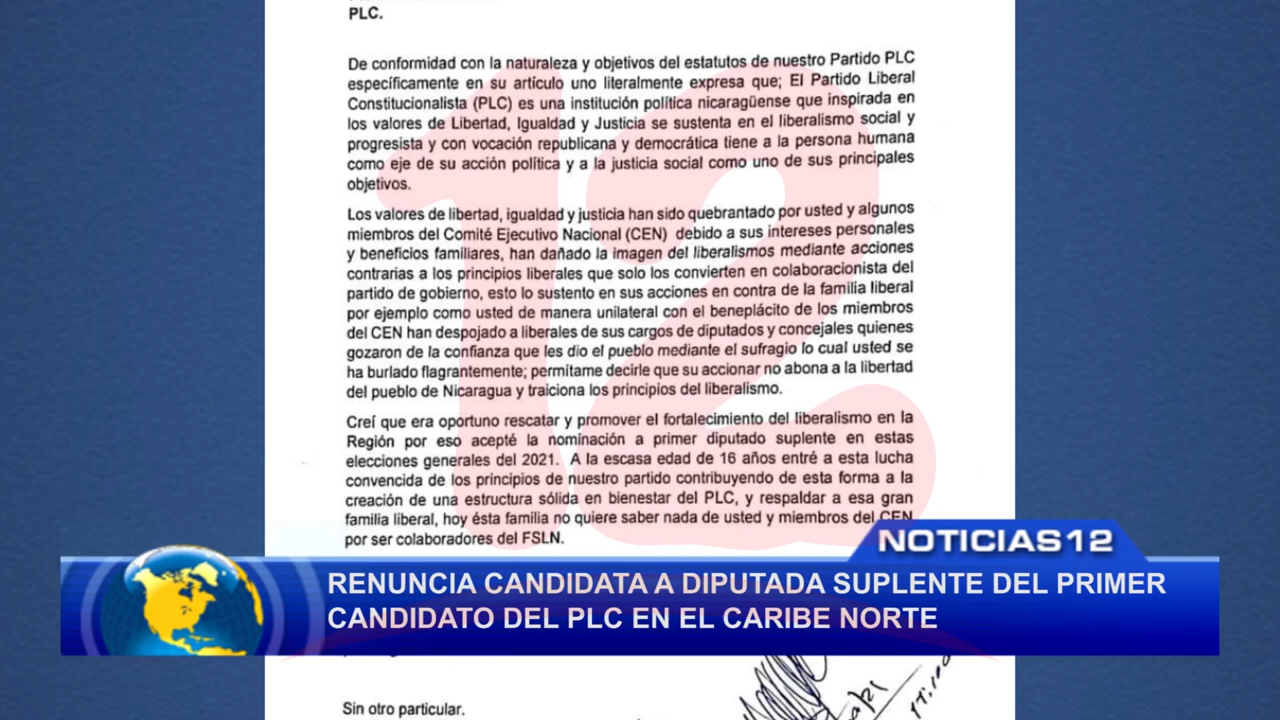 PLC.
De conformidad con la naturaleza y objetivos del estatutos de nuestro Partido PLC
específicamente en su artículo uno literalmente expresa que; El Partido Liberal
Constitucionalista (PLC) es una institución política nicaragüense que inspirada en
los valores de Libertad, Igualdad y Justicia se sustenta en el liberalismo social y
progresista y con vocación republicana y democrática tiene a la persona humana
como eje de su acción política y a la justicia social como uno de sus principales
objetivos.
Los valores de libertad, igualdad y justicia han sido quebrantado por usted y algunos
miembros del Comité Ejecutivo Nacional (CEN) debido a sus intereses personales
y beneficios familiares, han dañado la imagen del liberalismos mediante acciones
contrarias a los principios liberales que solo los convierten en colaboracionista del
partido de gobierno, esto lo sustento en sus acciones en contra de la familia liberal
por ejemplo como usted de manera unilateral con el beneplácito de los miembros
del CEN han despojado a liberales de sus cargos de diputados y concejales quienes
gozaron de la confianza que les dio el pueblo mediante el sufragio lo cual usted se
ha burlado flagrantemente; permítame decirle que su accionar no abona a la libertad
del pueblo de Nicaragua y traiciona los principios del liberalismo.
Creí que era oportuno rescatar y promover el fortalecimiento del liberalismo en la
Región por eso acepté la nominación a primer diputado suplente en estas
elecciones generales del 2021. A la escasa edad de 16 años entré a esta lucha
convencida de los principios de nuestro partido contribuyendo de esta forma a la
creación de una estructura sólida en bienestar del PLC, y respaldar a esa gran
familia liberal, hoy ésta familia no quiere saber nada de usted y miembros del CEN
por ser colaboradores del FSLN.
12
NOTICIAS12
RENUNCIA CANDIDATA A DIPUTADA SUPLENTE DEL PRIMER
CANDIDATO DEL PLC EN EL CARIBE NORTE
Sin otro particular.